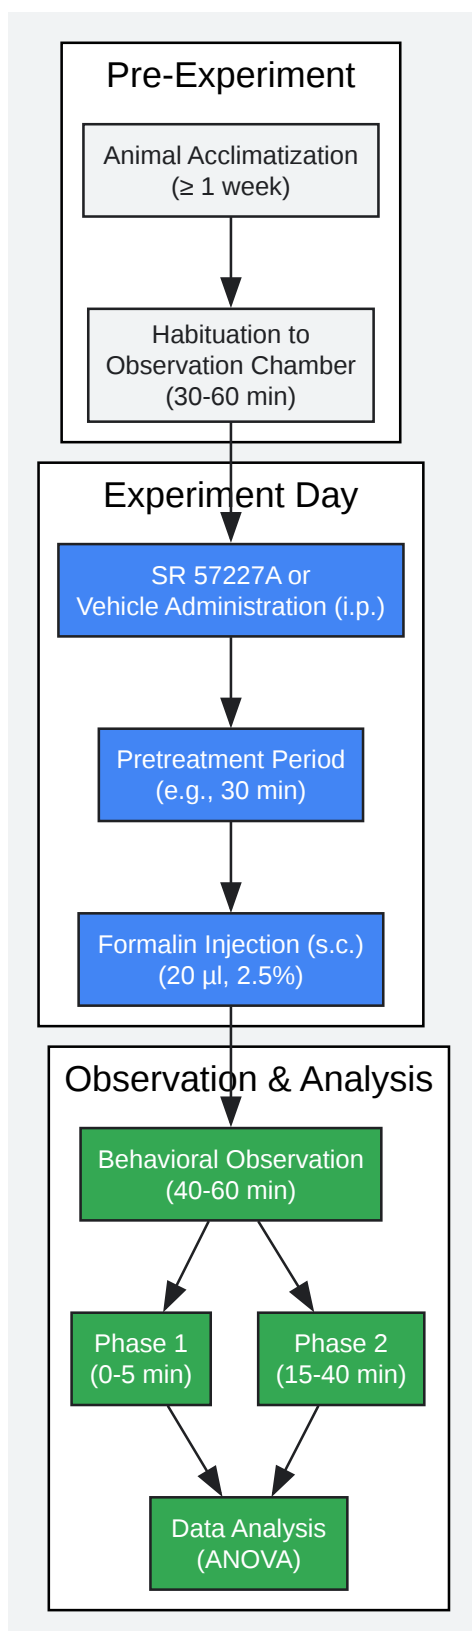 Pre-Experiment
Animal Acclimatization
(≥ 1 week)
Habituation to
Observation Chamber
(30-60 min)
Experiment Day
SR 57227A or
Vehicle Administration (i.p.)
Pretreatment Period
(e.g., 30 min)
Formalin Injection (s.c.)
(20 µl, 2.5%)
Observation & Analysis
Behavioral Observation
(40-60 min)
Phase 1
(0-5 min)
Phase 2
(15-40 min)
Data Analysis
(ANOVA)